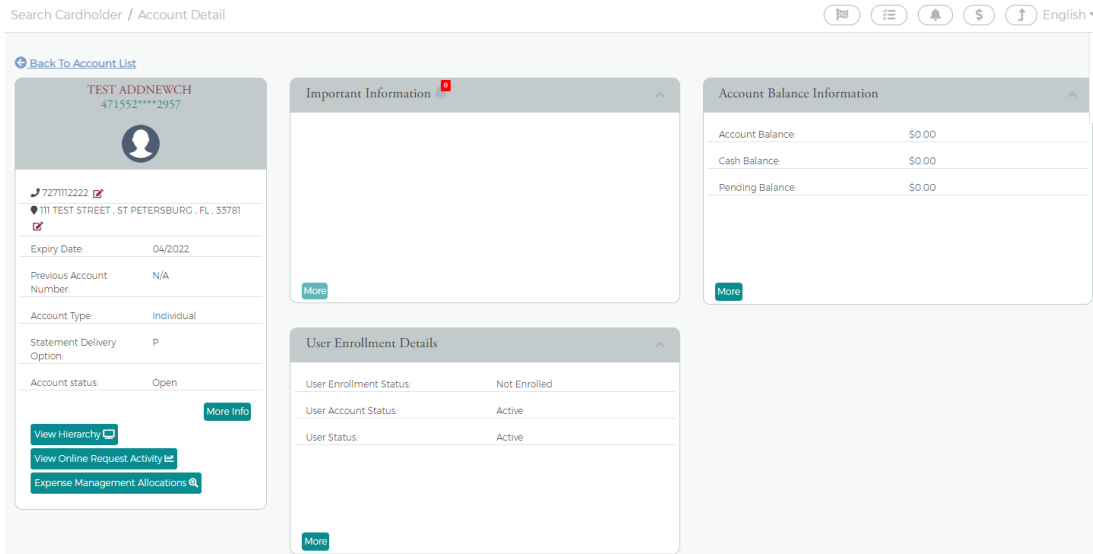 Search Cardholder / Account Detail
$
English
Back To Account List
TEST ADDNEWCH
471552****2957
7271112222
111 TEST STREET , ST PETERSBURG , FL , 33781
Expiry Date: 04/2022
Previous Account Number: N/A
Account Type: Individual
Statement Delivery Option: P
Account status: Open
More Info
View Hierarchy
View Online Request Activity
Expense Management Allocations
Important Information 0
More
User Enrollment Details
User Enrollment Status: Not Enrolled
User Account Status: Active
User Status: Active
More
Account Balance Information
Account Balance: $0.00
Cash Balance: $0.00
Pending Balance: $0.00
More